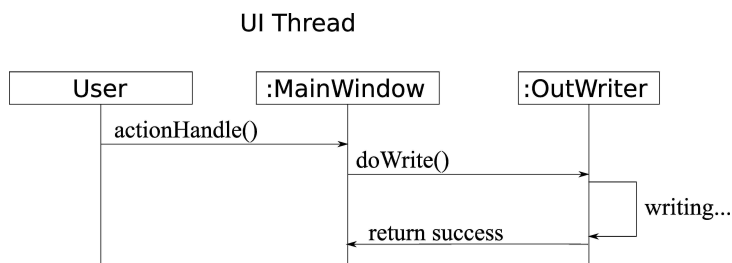 UI Thread
User
:MainWindow
:OutWriter
actionHandle()
doWrite()
writing...
return success